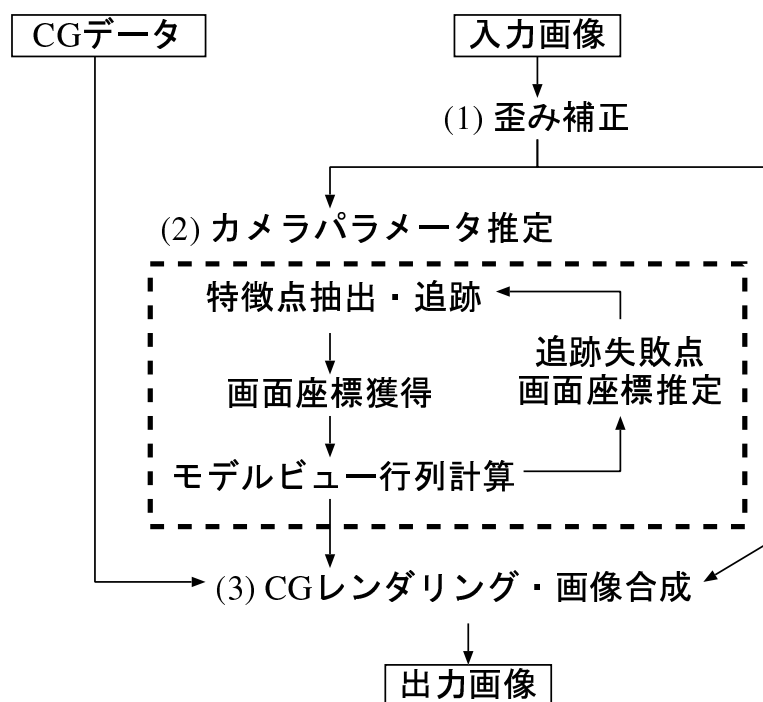 CGデータ
入力画像
(1) 歪み補正
(2) カメラパラメータ推定
特徴点抽出・追跡
追跡失敗点
画面座標推定
画面座標獲得
モデルビュー行列計算
(3) CGレンダリング・画像合成
出力画像